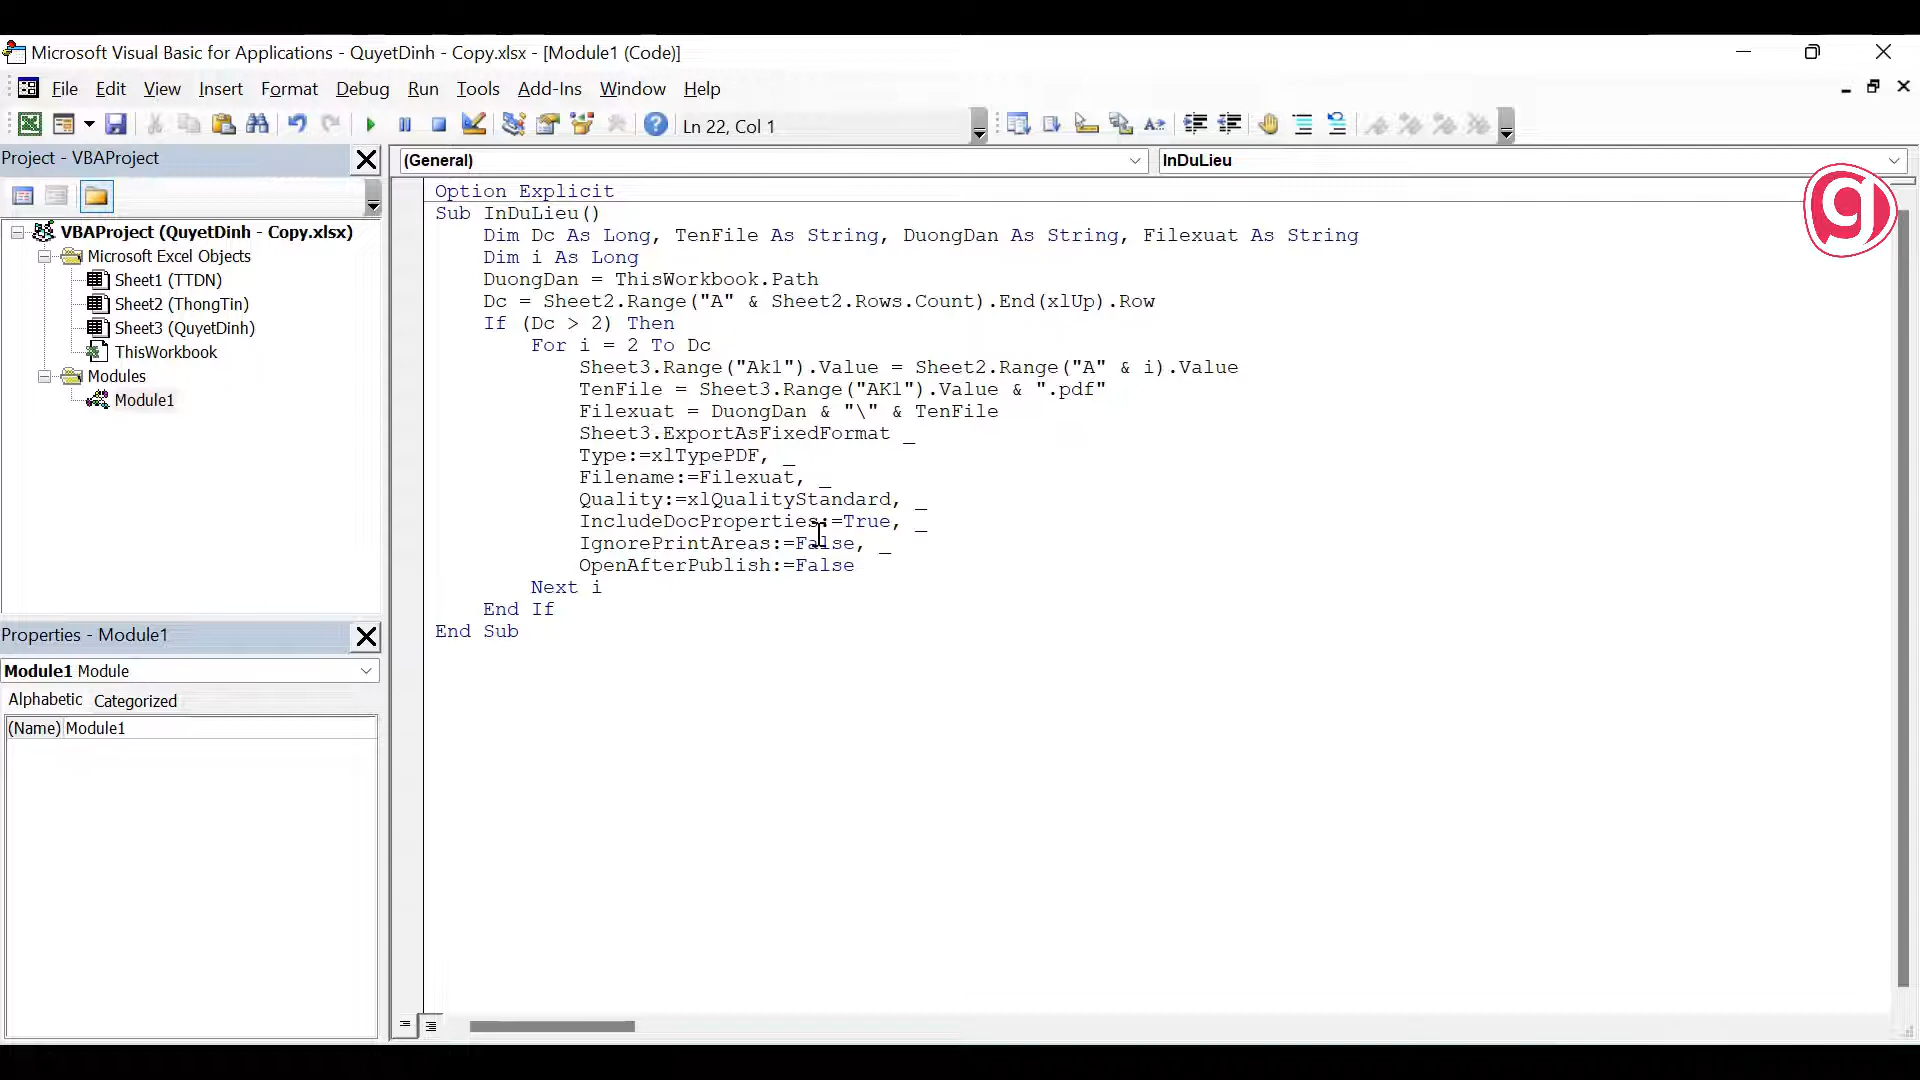 Microsoft Visual Basic for Applications - QuyetDinh - Copy.xlsx - [Module1 (Code)]
File Edit View Insert Format Debug Run Tools Add-Ins Window Help
Ln 22, Col 1
Project - VBAProject
(General)
InDuLieu
VBAProject (QuyetDinh - Copy.xlsx)
Microsoft Excel Objects
Sheet1 (TTDN)
Sheet2 (ThongTin)
Sheet3 (QuyetDinh)
ThisWorkbook
Modules
Module1
Properties - Module1
Module1 Module
Alphabetic Categorized
(Name) Module1
Option Explicit
Sub InDuLieu()
Dim Dc As Long, TenFile As String, DuongDan As String, Filexuat As String
Dim i As Long
DuongDan = ThisWorkbook.Path
Dc = Sheet2.Range("A" & Sheet2.Rows.Count).End(xlUp).Row
If (Dc > 2) Then
For i = 2 To Dc
Sheet3.Range("Ak1").Value = Sheet2.Range("A" & i).Value
TenFile = Sheet3.Range("AK1").Value & ".pdf"
Filexuat = DuongDan & "\" & TenFile
Sheet3.ExportAsFixedFormat _
Type:=xlTypePDF, _
Filename:=Filexuat, _
Quality:=xlQualityStandard, _
IncludeDocProperties:=True, _
IgnorePrintAreas:=False, _
OpenAfterPublish:=False
Next i
End If
End Sub
g